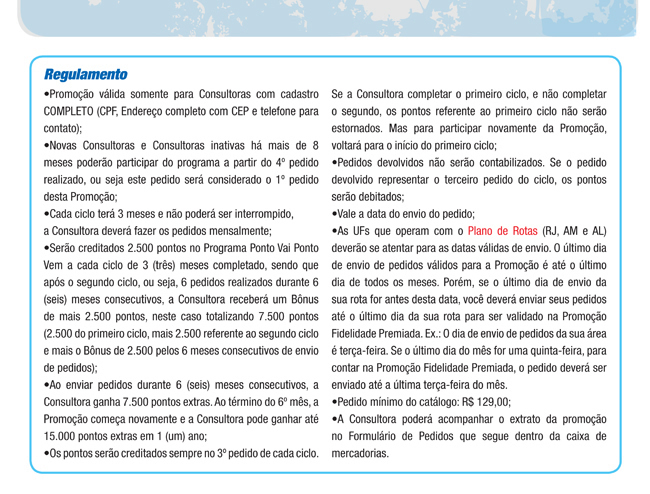 Regulamento
•Promoção válida somente para Consultoras com cadastro
COMPLETO (CPF, Endereço completo com CEP e telefone para
contato);
•Novas Consultoras e Consultoras inativas há mais de 8
meses poderão participar do programa a partir do 4º pedido
realizado, ou seja este pedido será considerado o 1º pedido
desta Promoção;
•Cada ciclo terá 3 meses e não poderá ser interrompido,
a Consultora deverá fazer os pedidos mensalmente;
•Serão creditados 2.500 pontos no Programa Ponto Vai Ponto
Vem a cada ciclo de 3 (três) meses completado, sendo que
após o segundo ciclo, ou seja, 6 pedidos realizados durante 6
(seis) meses consecutivos, a Consultora receberá um Bônus
de mais 2.500 pontos, neste caso totalizando 7.500 pontos
(2.500 do primeiro ciclo, mais 2.500 referente ao segundo ciclo
e mais o Bônus de 2.500 pelos 6 meses consecutivos de envio
de pedidos);
•Ao enviar pedidos durante 6 (seis) meses consecutivos, a
Consultora ganha 7.500 pontos extras. Ao término do 6º mês, a
Promoção começa novamente e a Consultora pode ganhar até
15.000 pontos extras em 1 (um) ano;
•Os pontos serão creditados sempre no 3º pedido de cada ciclo.
Se a Consultora completar o primeiro ciclo, e não completar
o segundo, os pontos referente ao primeiro ciclo não serão
estornados. Mas para participar novamente da Promoção,
voltará para o início do primeiro ciclo;
•Pedidos devolvidos não serão contabilizados. Se o pedido
devolvido representar o terceiro pedido do ciclo, os pontos
serão debitados;
•Vale a data do envio do pedido;
•As UFs que operam com o Plano de Rotas (RJ, AM e AL)
deverão se atentar para as datas válidas de envio. O último dia
de envio de pedidos válidos para a Promoção é até o último
dia de todos os meses. Porém, se o último dia de envio da
sua rota for antes desta data, você deverá enviar seus pedidos
até o último dia da sua rota para ser validado na Promoção
Fidelidade Premiada. Ex.: O dia de envio de pedidos da sua área
é terça-feira. Se o último dia do mês for uma quinta-feira, para
contar na Promoção Fidelidade Premiada, o pedido deverá ser
enviado até a última terça-feira do mês.
•Pedido mínimo do catálogo: R$ 129,00;
•A Consultora poderá acompanhar o extrato da promoção
no Formulário de Pedidos que segue dentro da caixa de
mercadorias.